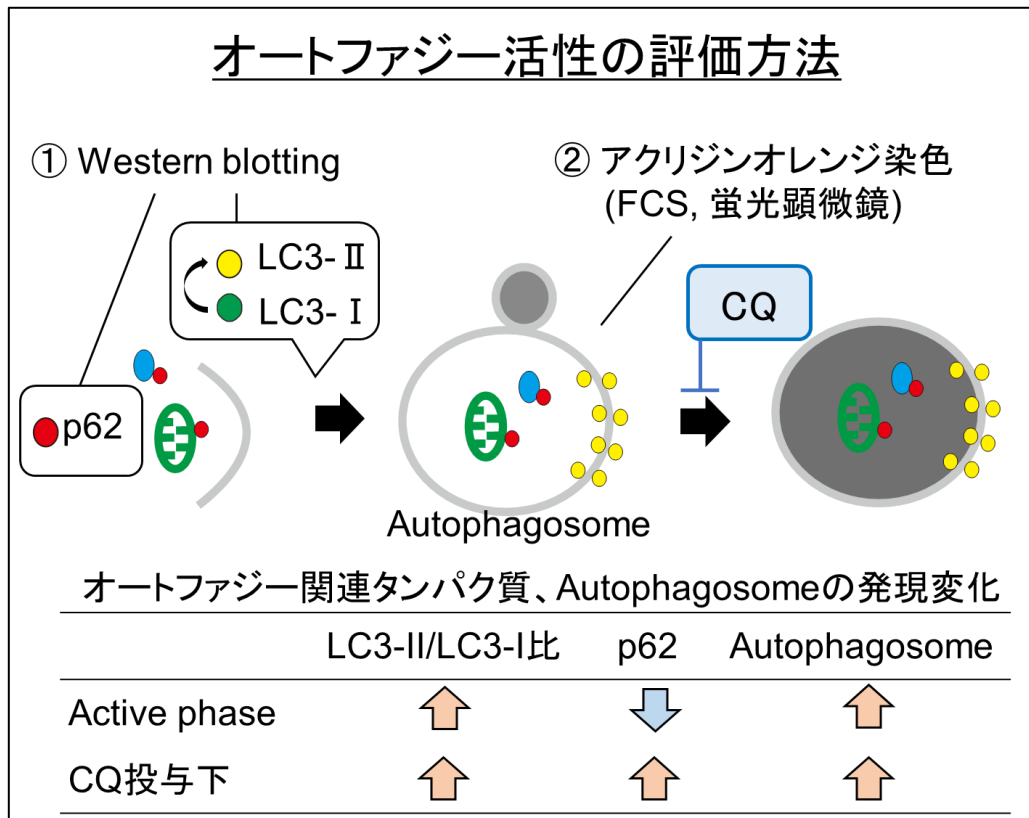 オートファジー活性の評価方法
① Western blotting
② アクリジンオレンジ染色
(FCS, 蛍光顕微鏡)
LC3-Ⅱ
LC3-Ⅰ
CQ
p62
Autophagosome
オートファジー関連タンパク質、Autophagosomeの発現変化
LC3-II/LC3-I比 p62 Autophagosome
Active phase
CQ投与下